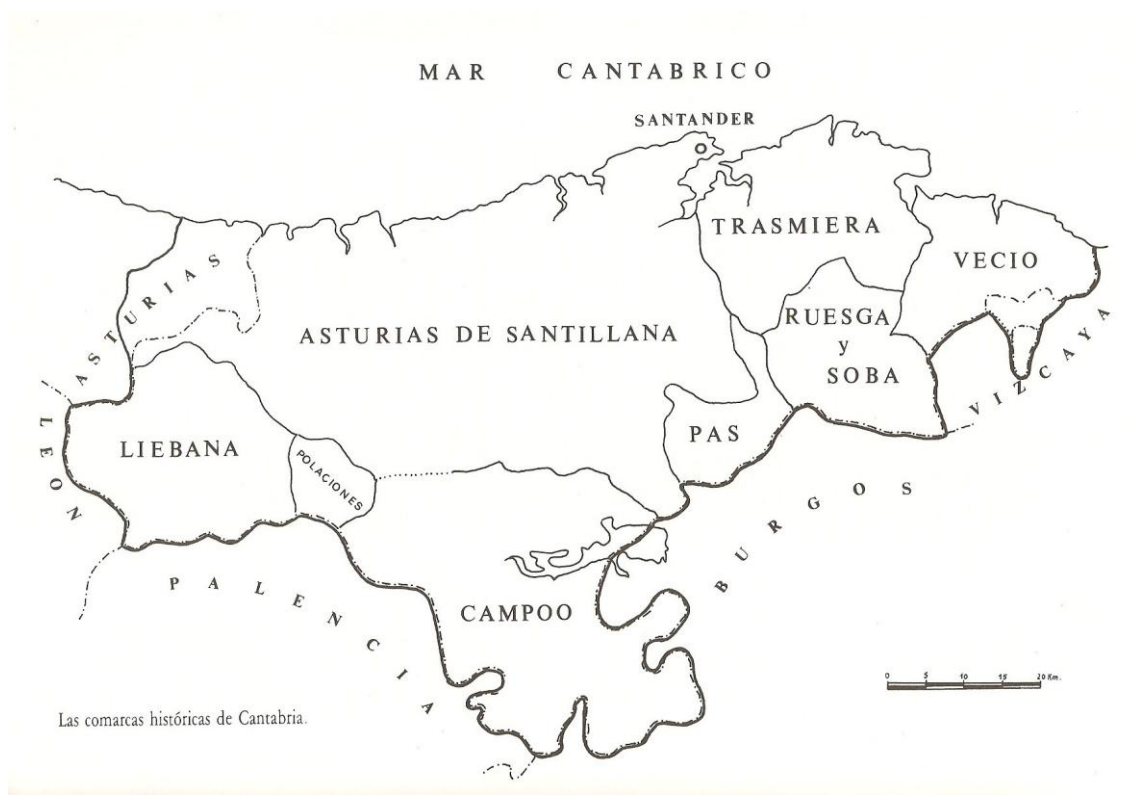 MAR CANTABRICO
SANTANDER
TRASMIERA
VECIO
ASTURIAS
ASTURIAS DE SANTILLANA
RUESGA
y
SOBA
VIZCAYA
LEON
LIEBANA
POLACIONES
PAS
BURGOS
PALENCIA
CAMPOO
0 5 10 15 20 Km.
Las comarcas históricas de Cantabria.